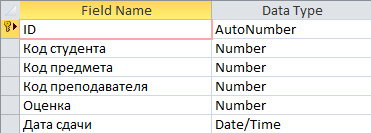 Field Name Data Type
ID AutoNumber
Код студента Number
Код предмета Number
Код преподавателя Number
Оценка Number
Дата сдачи Date/Time